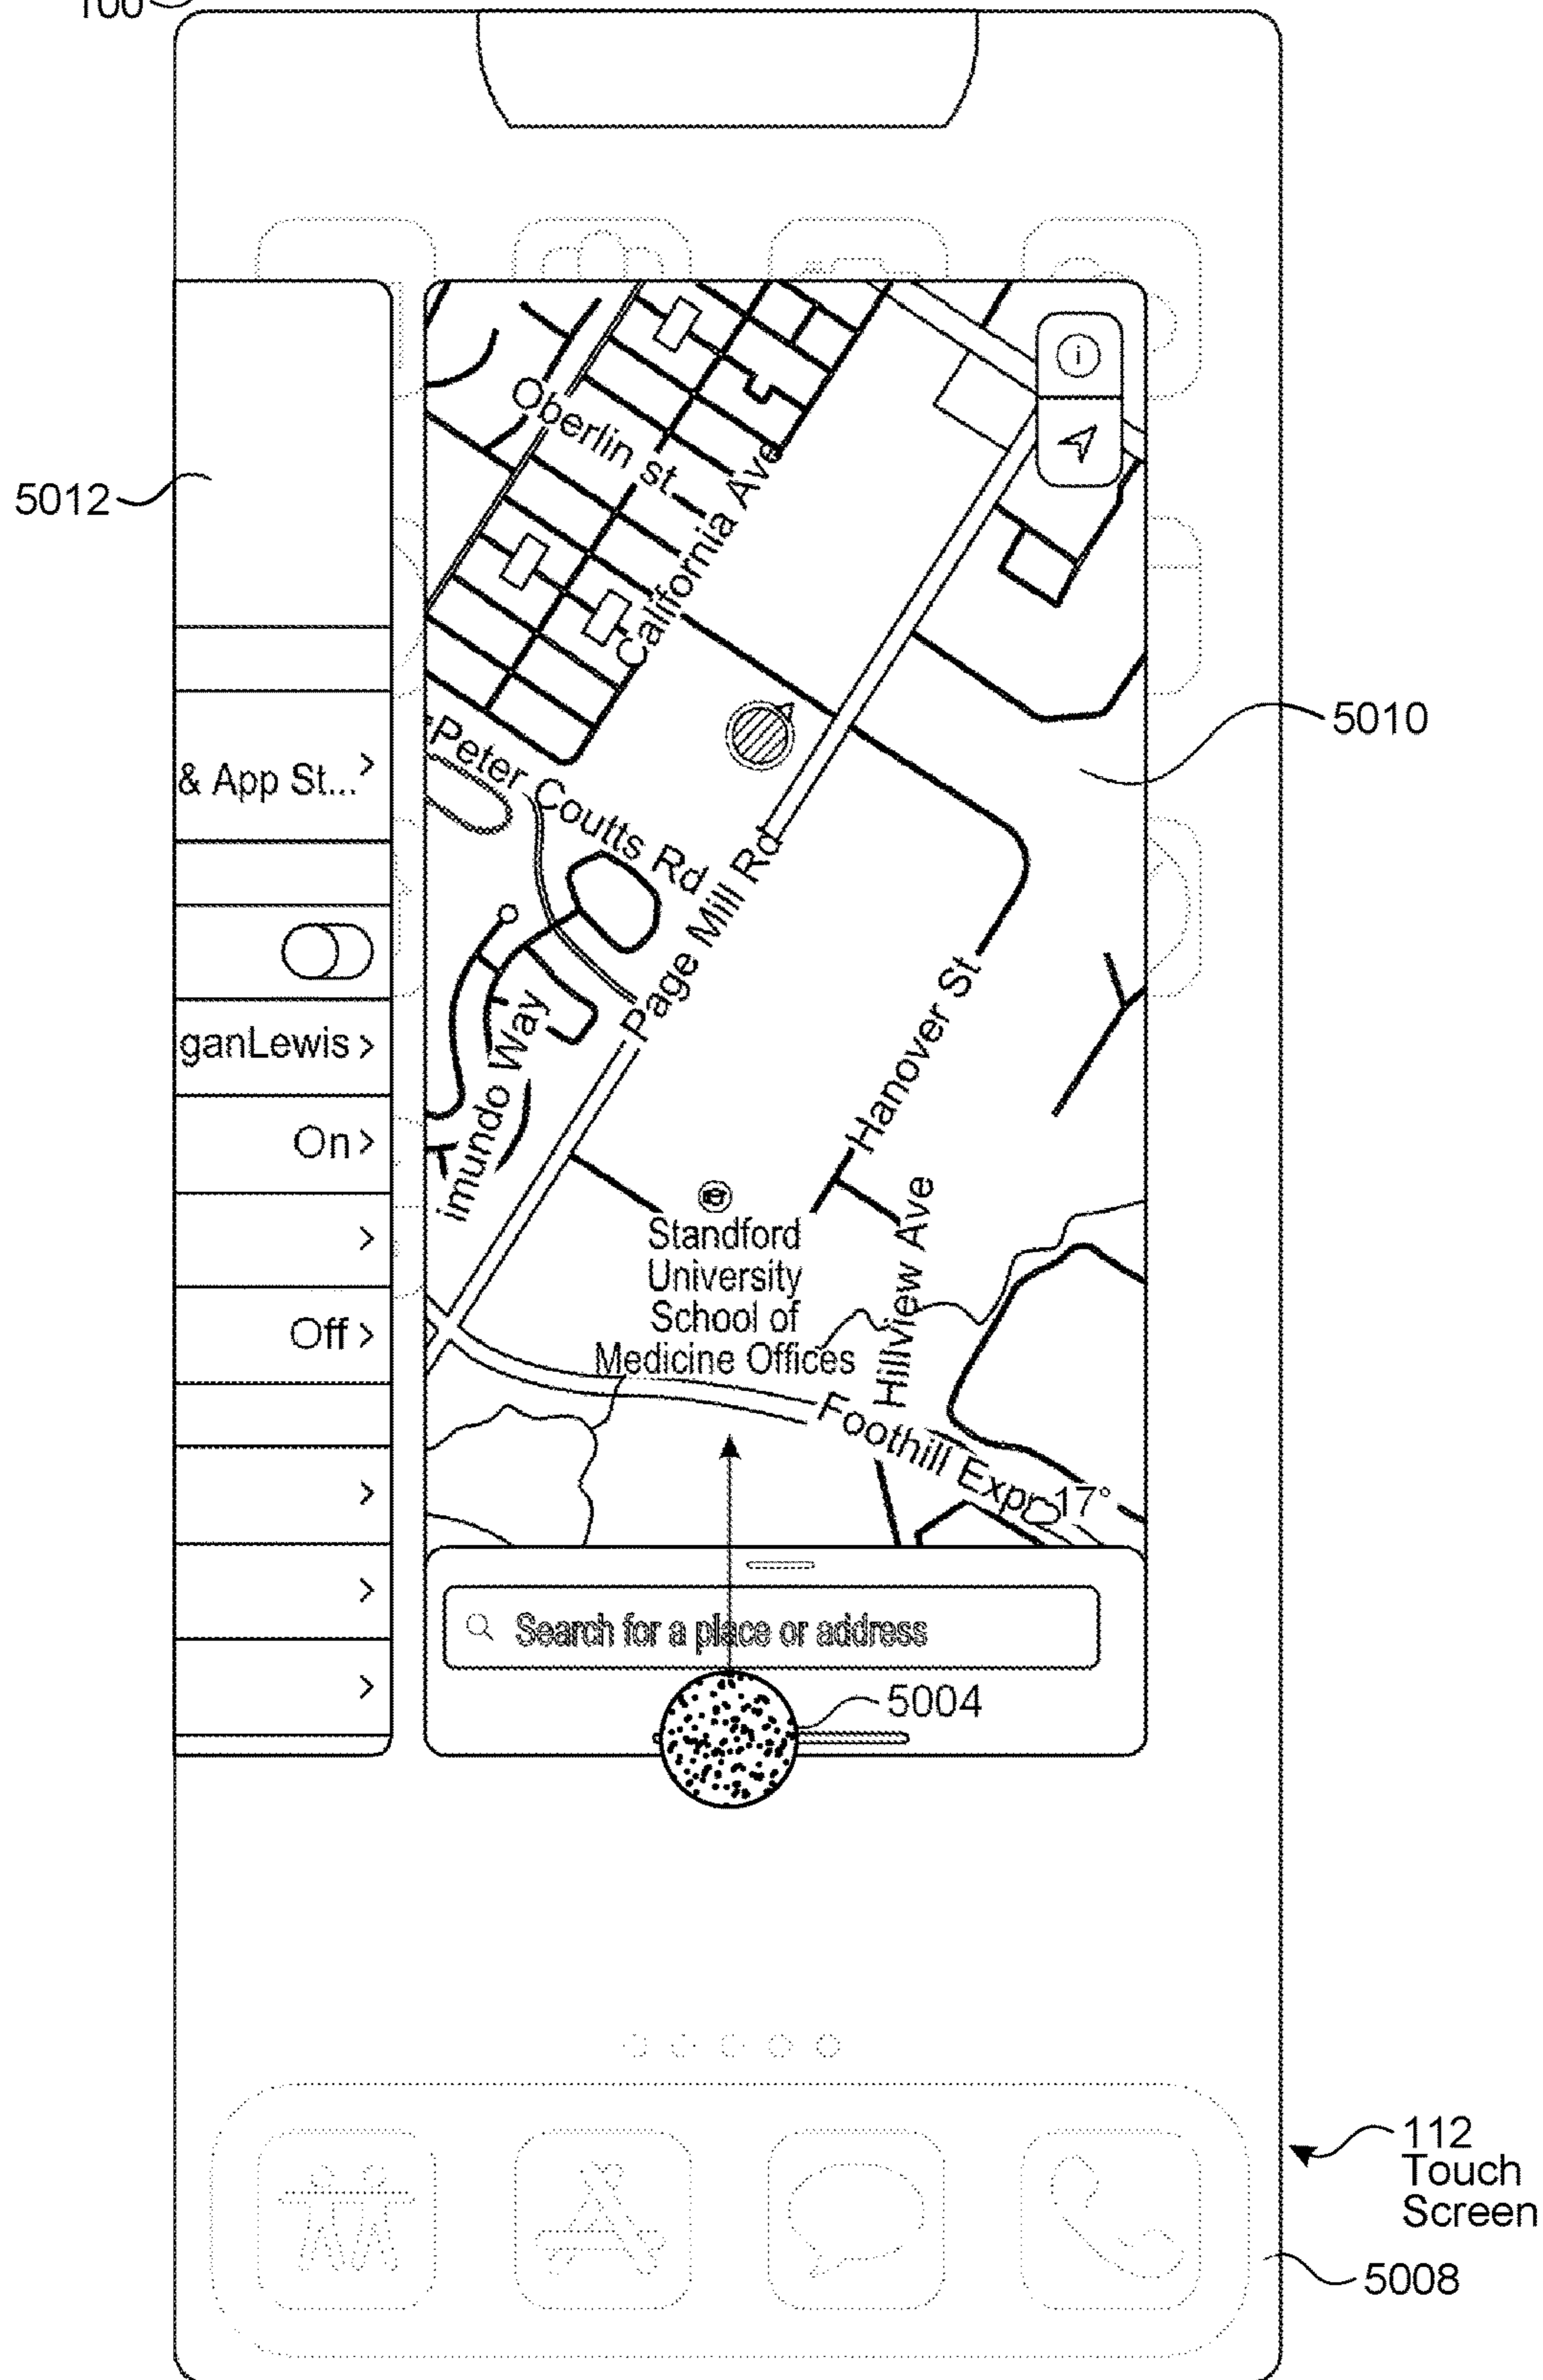 100
5012
Oberlin st.
California Ave
i
5010
& App St...
Peter Coutts Rd
Page Mill Rd
ganLewis
imundo Way
Hanover St
On
Standford
University
School of
Medicine Offices
Hillview Ave
Off
Foothill Expr
17°
Search for a place or address
5004
112
Touch
Screen
5008